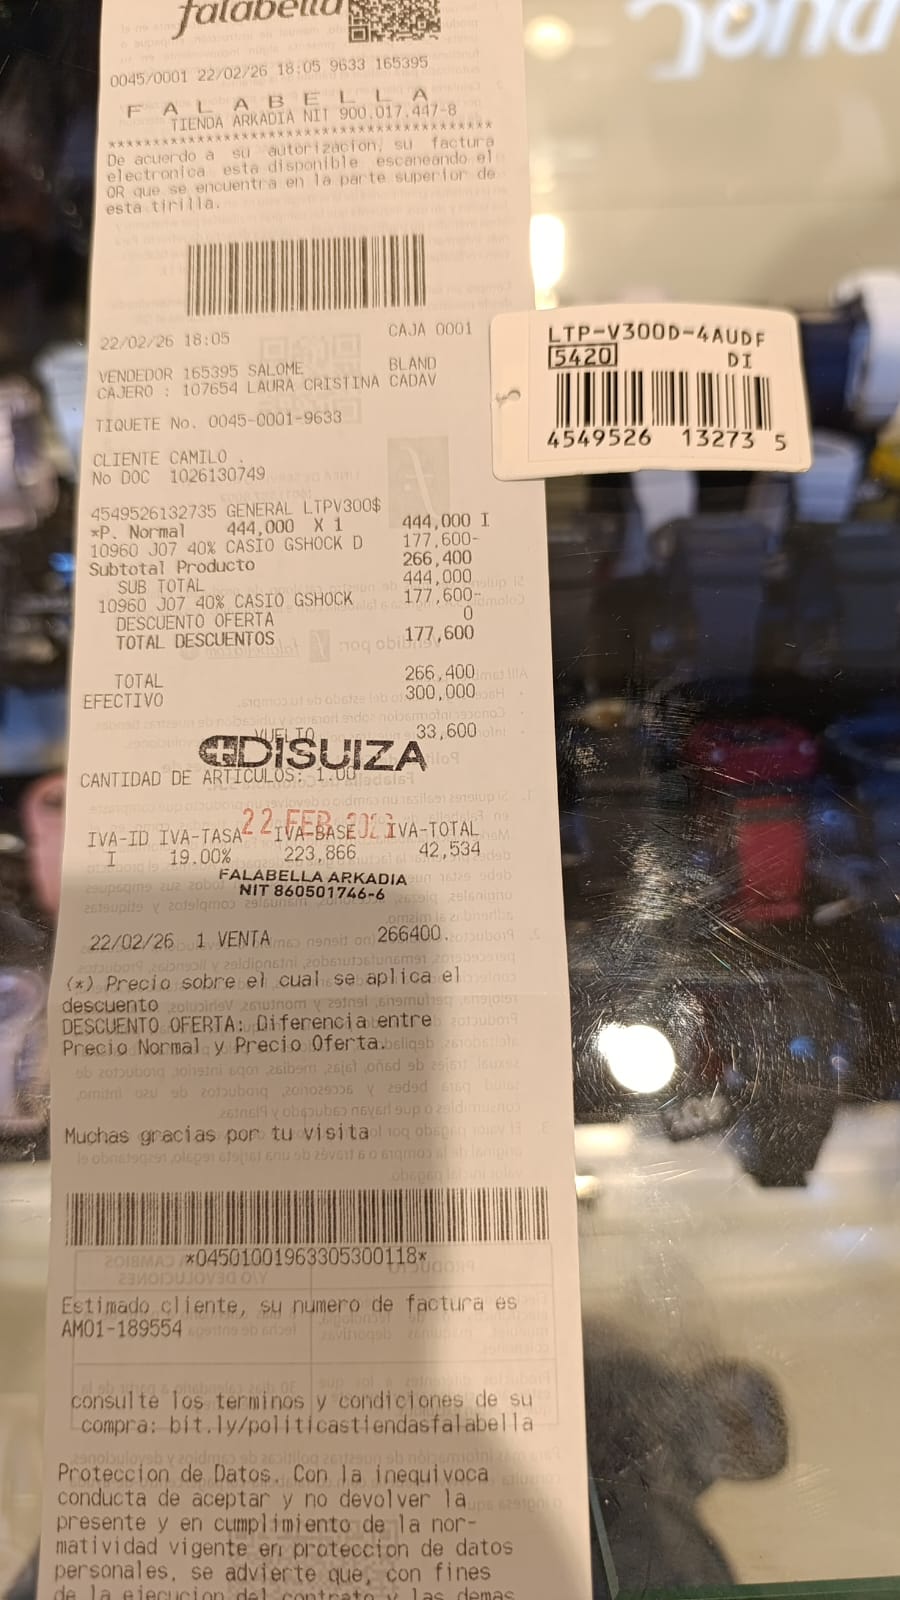 falabella
0045/0001 22/02/26 18:05 9633 165395
F A L A B E L L A
TIENDA ARKADIA NIT 900.017.447-8
****************************************
De acuerdo a su autorizacion, su factura
electronica esta disponible escaneando el
QR que se encuentra en la parte superior de
esta tirilla.
22/02/26 18:05 CAJA 0001
VENDEDOR 165395 SALOME BLAND
CAJERO : 107654 LAURA CRISTINA CADAV
TIQUETE No. 0045-0001-9633
CLIENTE CAMILO .
No DOC 1026130749
4549526132735 GENERAL LTPV300$
*P. Normal 444,000 X 1 444,000 I
10960 J07 40% CASIO GSHOCK D 177,600-
Subtotal Producto 266,400
SUB TOTAL 444,000
10960 J07 40% CASIO GSHOCK 177,600-
DESCUENTO OFERTA 0
TOTAL DESCUENTOS 177,600
TOTAL 266,400
EFECTIVO 300,000
VUELTO 33,600
DISUIZA
CANTIDAD DE ARTICULOS: 1.00
22 FEB 202
IVA-ID IVA-TASA IVA-BASE IVA-TOTAL
I 19.00% 223,866 42,534
FALABELLA ARKADIA
NIT 860501746-6
22/02/26 1 VENTA 266400.
(*) Precio sobre el cual se aplica el
descuento
DESCUENTO OFERTA: Diferencia entre
Precio Normal y Precio Oferta.
Muchas gracias por tu visita
*04501001963305300118*
Estimado cliente, su numero de factura es
AM01-189554
consulte los terminos y condiciones de su
compra: bit.ly/politicastiendasfalabella
Proteccion de Datos. Con la inequivoca
conducta de aceptar y no devolver la
presente y en cumplimiento de la nor-
matividad vigente en proteccion de datos
personales, se advierte que, con fines
de la ejecucion del contrato y las demas
LTP-V300D-4AUDF
5420 DI
4549526 13273 5